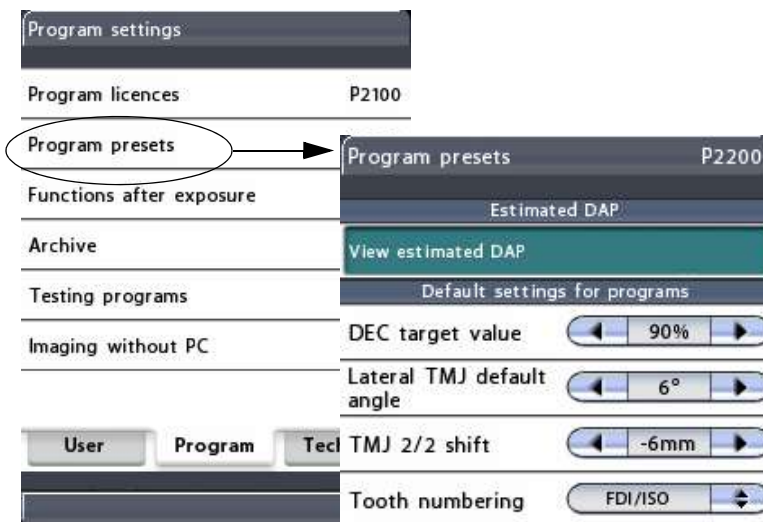 Program settings
Program licences P2100
Program presets
Functions after exposure
Archive
Testing programs
Imaging without PC
User Program Tec
Program presets P2200
Estimated DAP
View estimated DAP
Default settings for programs
DEC target value 90%
Lateral TMJ default
angle 6°
TMJ 2/2 shift -6mm
Tooth numbering FDI/ISO